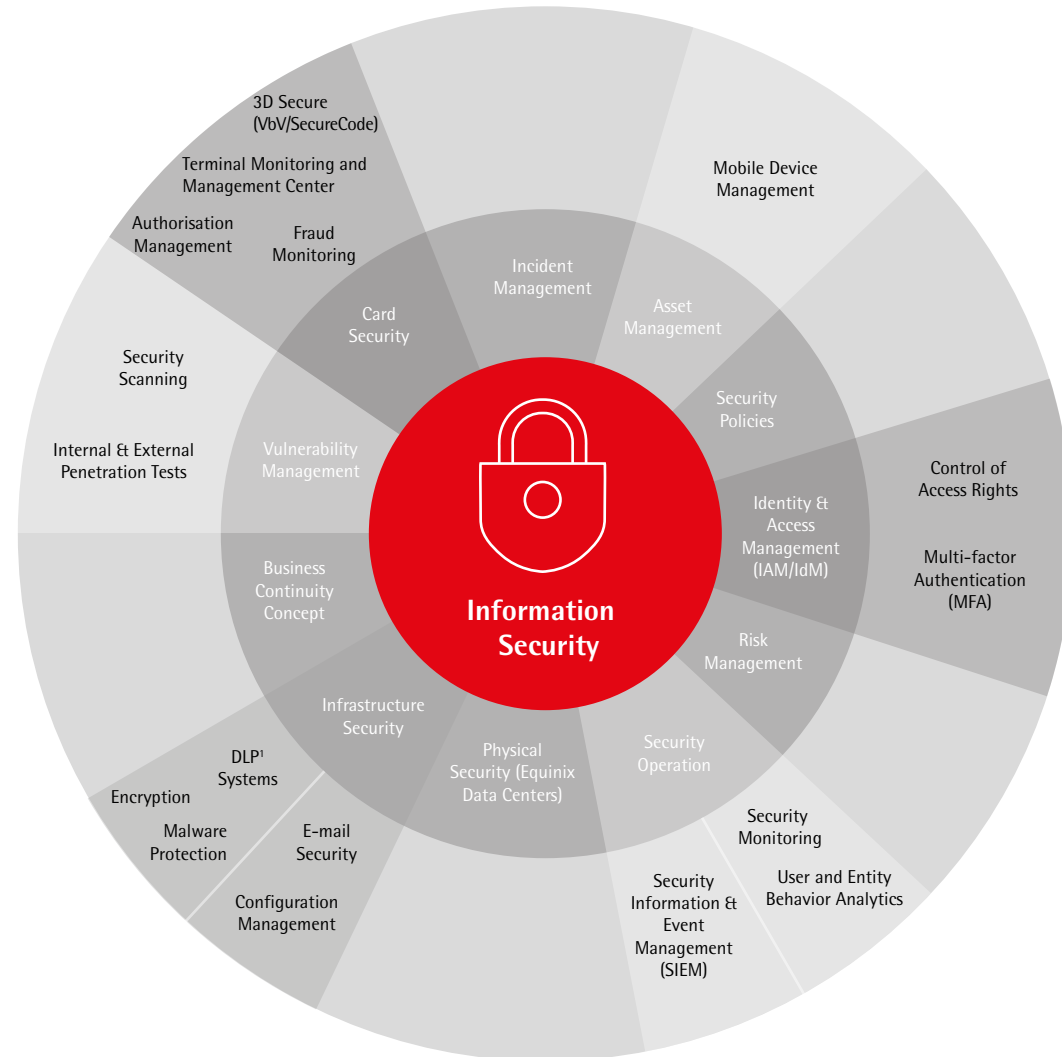 3D Secure
(VbV/SecureCode)
Terminal Monitoring and
Management Center
Authorisation
Management
Fraud
Monitoring
Mobile Device
Management
Incident
Management
Asset
Management
Card
Security
Security
Scanning
Security
Policies
Internal & External
Penetration Tests
Vulnerability
Management
Control of
Access Rights
Identity &
Access
Management
(IAM/IdM)
Multi-factor
Authentication
(MFA)
Business
Continuity
Concept
Information
Security
Risk
Management
Infrastructure
Security
Physical
Security (Equinix
Data Centers)
Security
Operation
DLP¹
Systems
Encryption
Malware
Protection
E-mail
Security
Configuration
Management
Security
Monitoring
User and Entity
Behavior Analytics
Security
Information &
Event
Management
(SIEM)